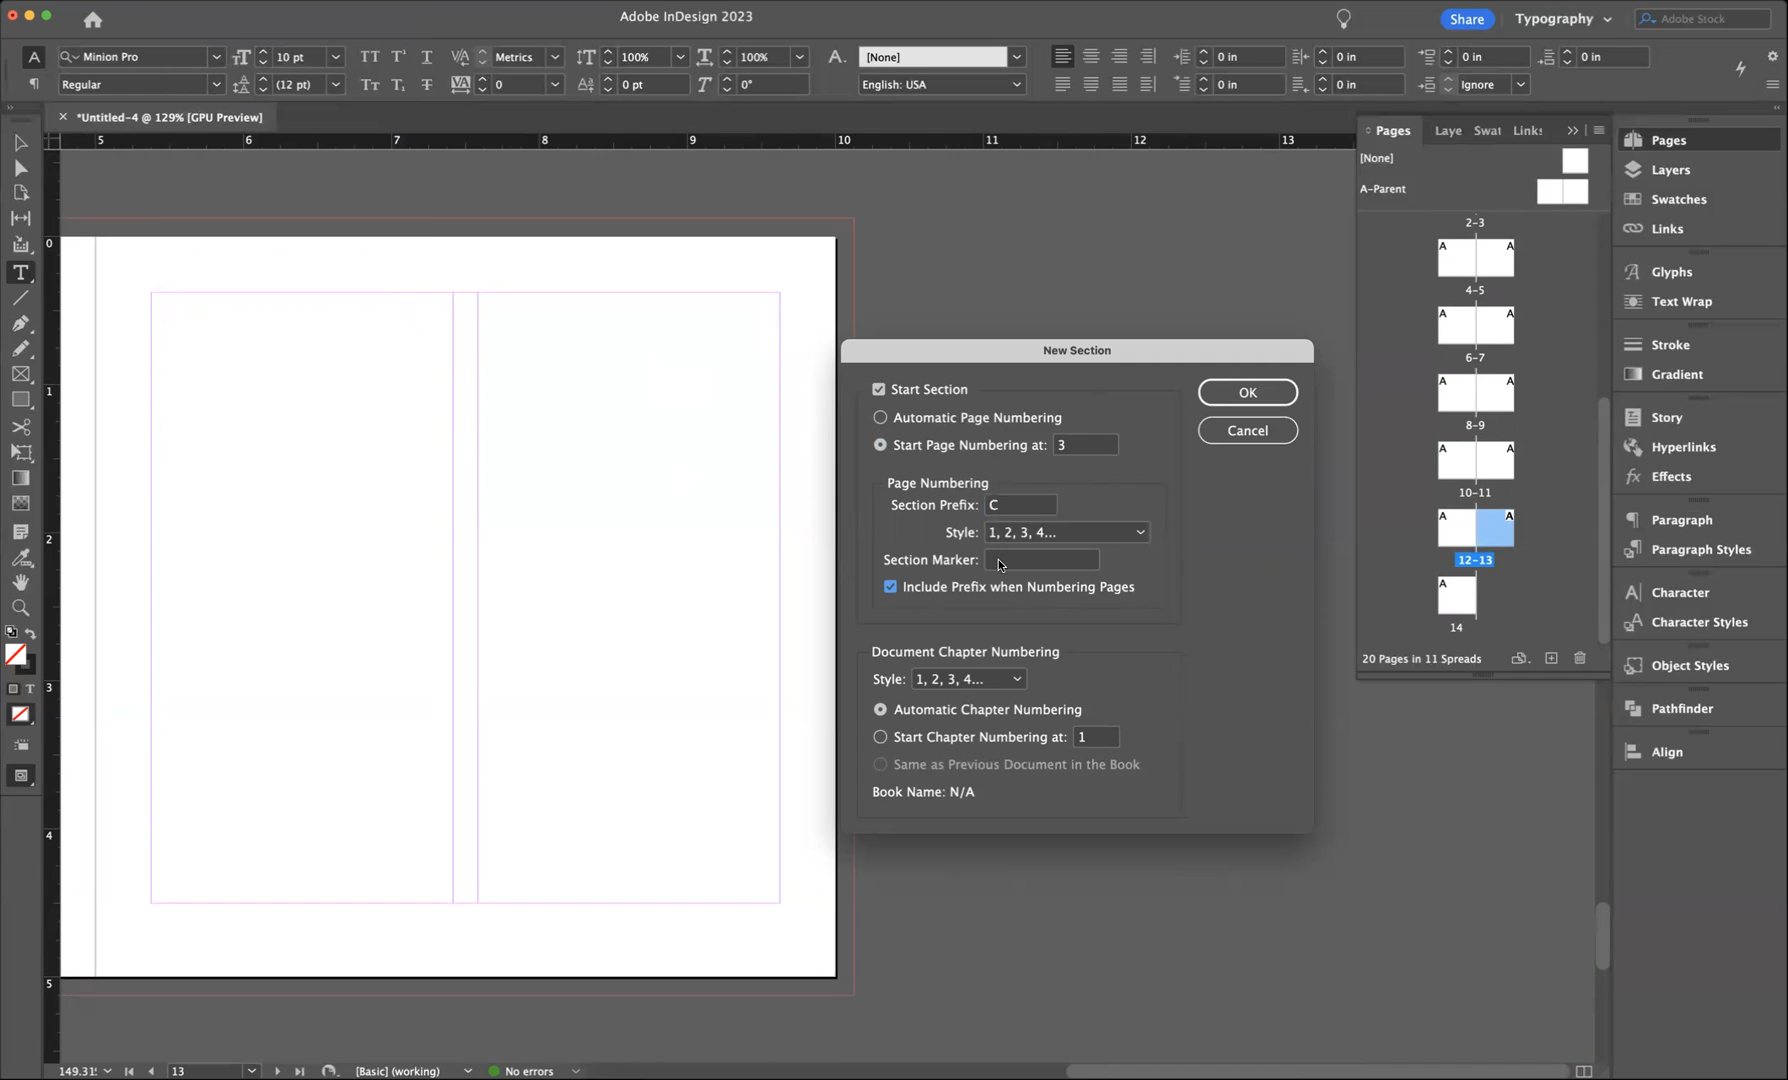 Adobe InDesign 2023
Share
Typography
Adobe Stock
A
Minion Pro
10 pt
Metrics
100%
100%
[None]
0 in
0 in
0 in
0 in
Regular
(12 pt)
0
0 pt
0°
English: USA
0 in
0 in
Ignore
*Untitled-4 @ 129% [GPU Preview]
5 6 7 8 9 10 11 12 13
0
1
2
3
4
5
Pages Laye Swat Links
[None]
A-Parent
2-3
A A
4-5
A A
6-7
A A
8-9
A A
10-11
A A
12-13
A
14
20 Pages in 11 Spreads
Pages
Layers
Swatches
Links
Glyphs
Text Wrap
Stroke
Gradient
Story
Hyperlinks
Effects
Paragraph
Paragraph Styles
Character
Character Styles
Object Styles
Pathfinder
Align
New Section
Start Section
OK
Automatic Page Numbering
Cancel
Start Page Numbering at: 3
Page Numbering
Section Prefix: C
Style: 1, 2, 3, 4...
Section Marker:
Include Prefix when Numbering Pages
Document Chapter Numbering
Style: 1, 2, 3, 4...
Automatic Chapter Numbering
Start Chapter Numbering at: 1
Same as Previous Document in the Book
Book Name: N/A
13
[Basic] (working)
No errors